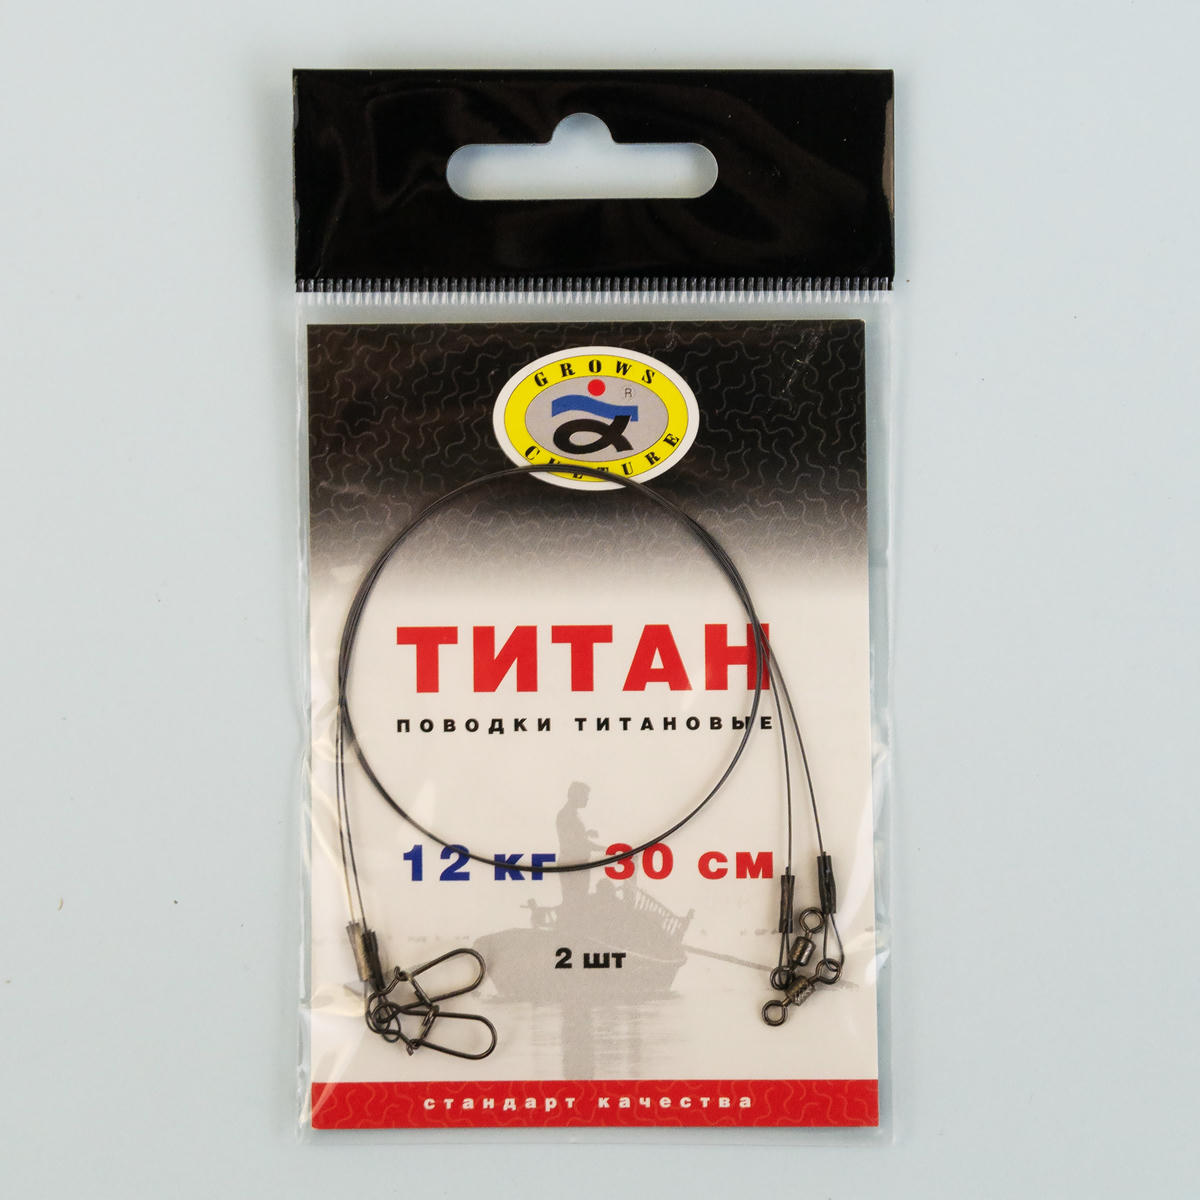 GROWS
®
CULTURE
ТИТАН
ПОВОДКИ ТИТАНОВЫЕ
12 кг 30 см
2 шт
стандарт качества